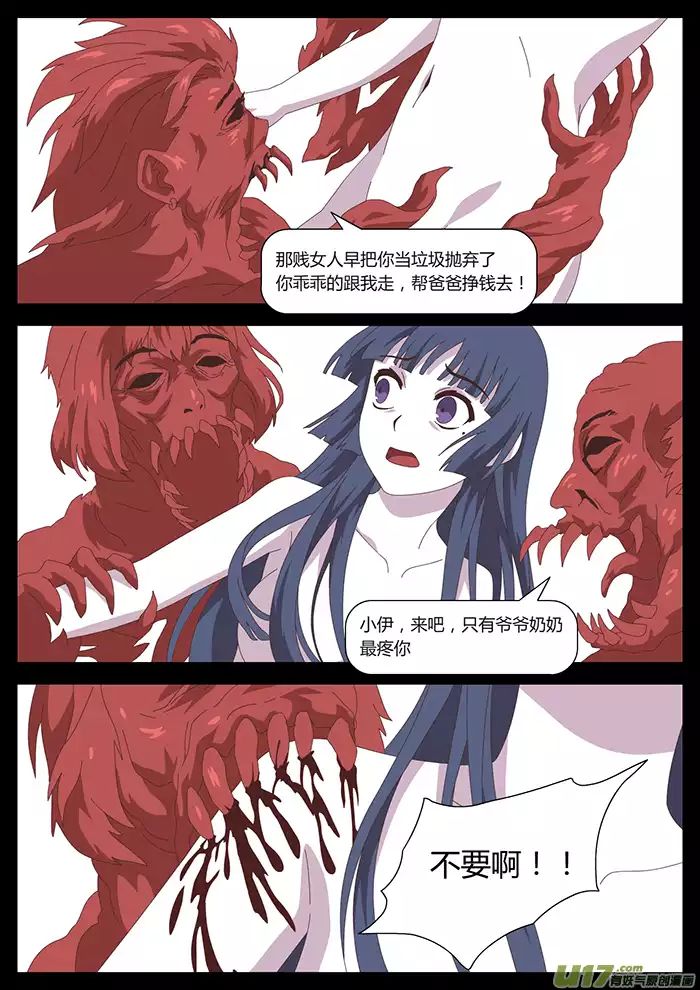 那贱女人早把你当垃圾抛弃了
你乖乖的跟我走，帮爸爸挣钱去！
小伊，来吧，只有爷爷奶奶
最疼你
不要啊！！
U17.com
有妖气原创漫画